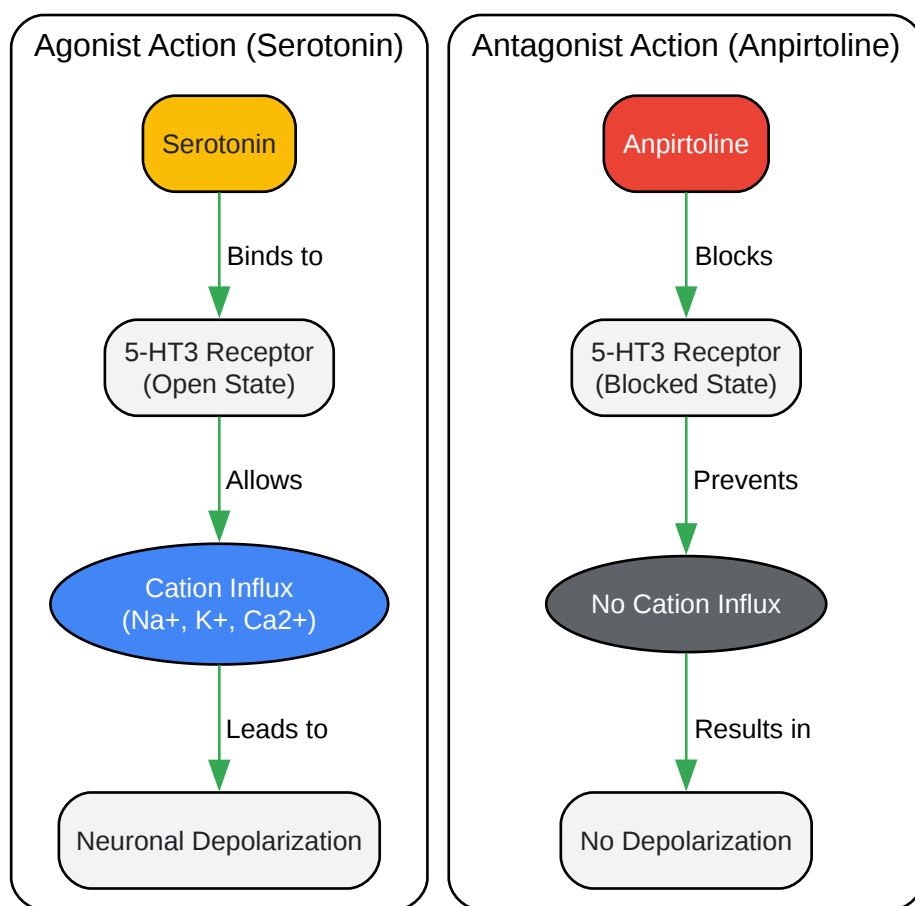 Agonist Action (Serotonin)
Serotonin
Binds to
5-HT3 Receptor
(Open State)
Allows
Cation Influx
(Na+, K+, Ca2+)
Leads to
Neuronal Depolarization
Antagonist Action (Anpirtoline)
Anpirtoline
Blocks
5-HT3 Receptor
(Blocked State)
Prevents
No Cation Influx
Results in
No Depolarization